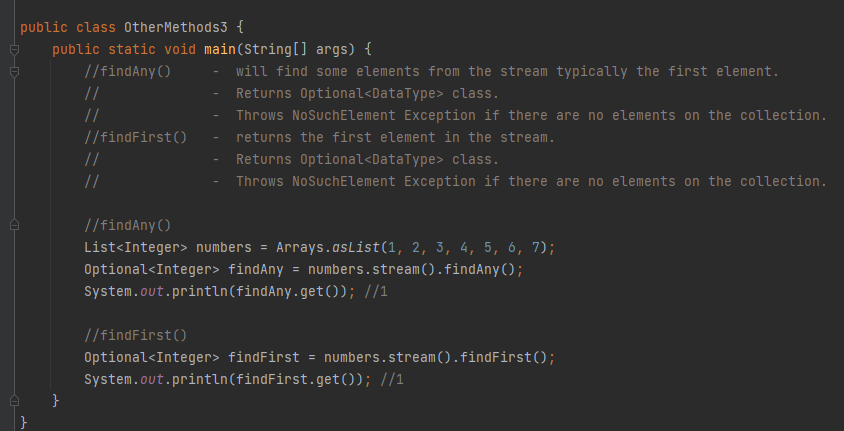 public class OtherMethods3 {
    public static void main(String[] args) {
        //findAny()     -  will find some elements from the stream typically the first element.
        //              -  Returns Optional<DataType> class.
        //              -  Throws NoSuchElement Exception if there are no elements on the collection.
        //findFirst()   -  returns the first element in the stream.
        //              -  Returns Optional<DataType> class.
        //              -  Throws NoSuchElement Exception if there are no elements on the collection.

        //findAny()
        List<Integer> numbers = Arrays.asList(1, 2, 3, 4, 5, 6, 7);
        Optional<Integer> findAny = numbers.stream().findAny();
        System.out.println(findAny.get()); //1

        //findFirst()
        Optional<Integer> findFirst = numbers.stream().findFirst();
        System.out.println(findFirst.get()); //1
    }
}